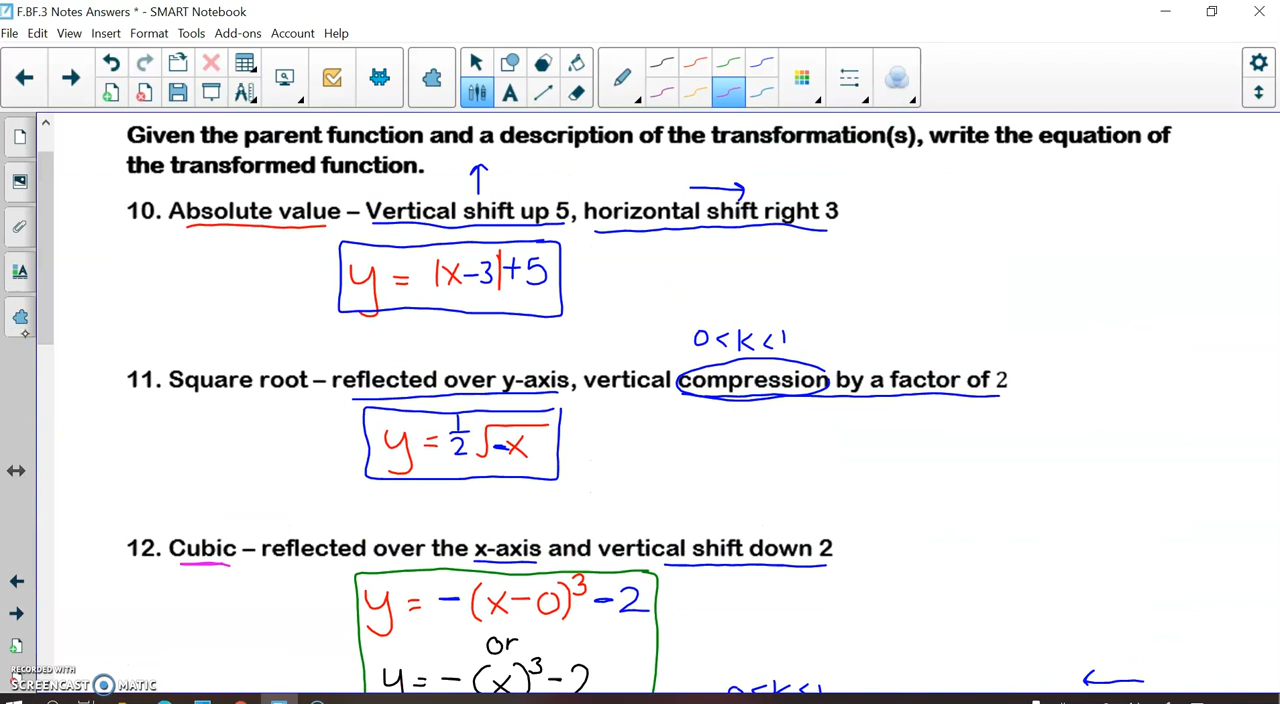 F.BF.3 Notes Answers * - SMART Notebook
File Edit View Insert Format Tools Add-ons Account Help
Given the parent function and a description of the transformation(s), write the equation of
the transformed function.
10. Absolute value – Vertical shift up 5, horizontal shift right 3
y = |x-3|+5
0<K<1
11. Square root – reflected over y-axis, vertical compression by a factor of 2
y = 1/2 √-x
12. Cubic – reflected over the x-axis and vertical shift down 2
y = -(x-0)³-2
or
y = -(x)³-2
0<K<1
RECORDED WITH
SCREENCAST MATIC